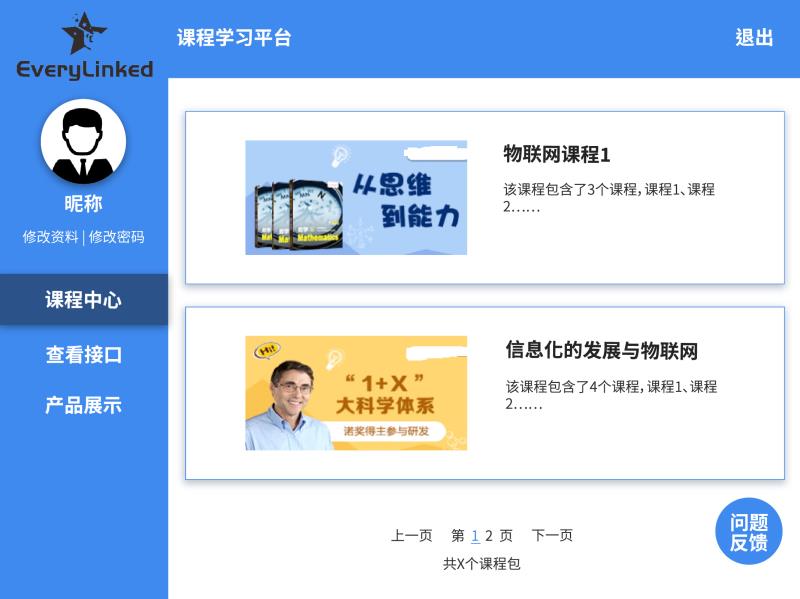 EveryLinked
课程学习平台
退出
昵称
修改资料 | 修改密码
课程中心
查看接口
产品展示
从思维
到能力
Mathematics
物联网课程1
该课程包含了3个课程，课程1、课程
2……
“1+X”
大科学体系
诺奖得主参与研发
信息化的发展与物联网
该课程包含了4个课程，课程1、课程
2……
上一页 第 1 2 页 下一页
共X个课程包
问题
反馈